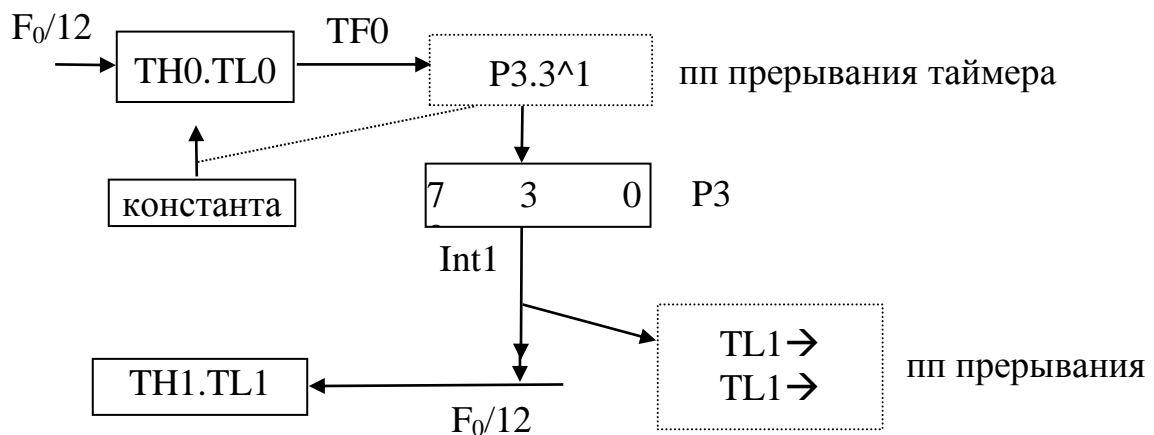 F₀/12
TH0.TL0
TF0
P3.3^1
пп прерывания таймера
константа
7 3 0
P3
Int1
TL1→
TL1→
пп прерывания
TH1.TL1
F₀/12